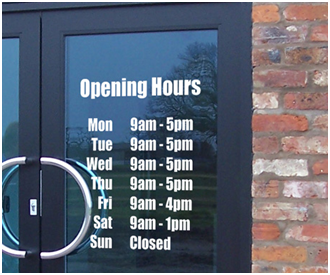 Opening Hours
Mon 9am - 5pm
Tue 9am - 5pm
Wed 9am - 5pm
Thu 9am - 5pm
Fri 9am - 4pm
Sat 9am - 1pm
Sun Closed